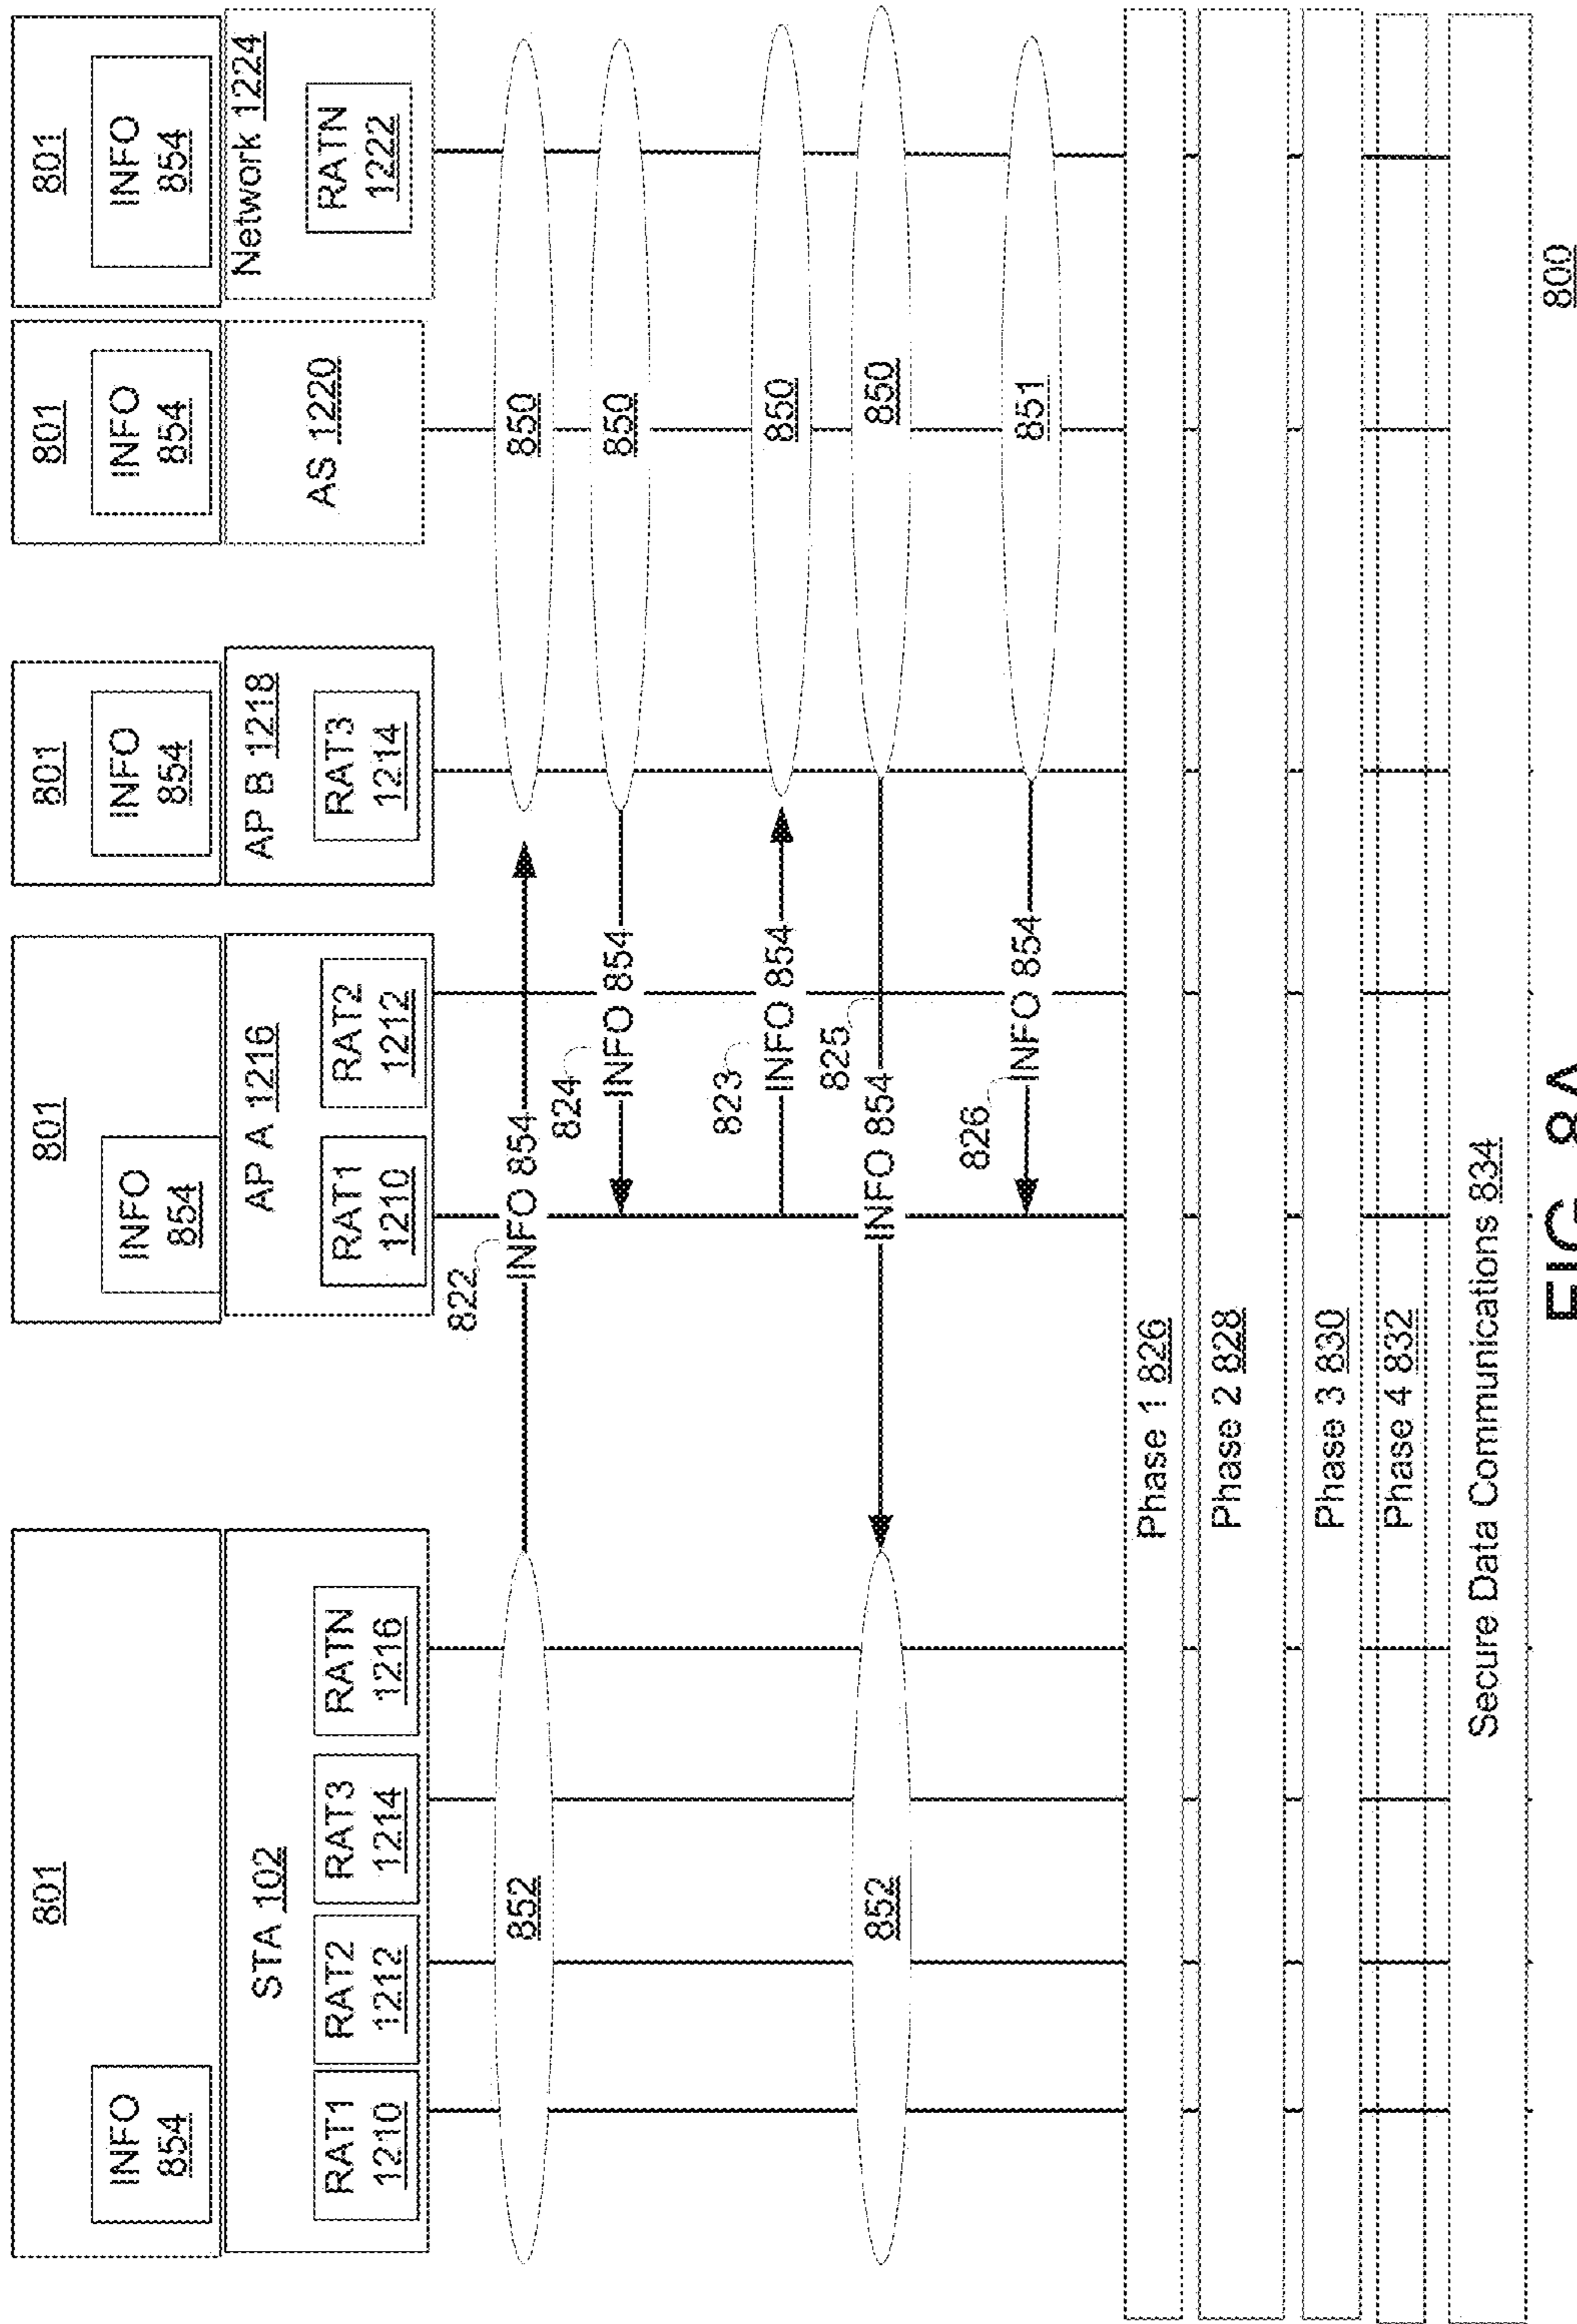 801
801
801
801
801
INFO
854
INFO
854
INFO
854
INFO
854
INFO
854
STA 102
AP A 1216
AP B 1218
AS 1220
Network 1224
RAT1
1210
RAT2
1212
RAT3
1214
RATN
1216
RAT1
1210
RAT2
1212
RAT3
1214
RATN
1222
822
852
INFO 854
850
824
INFO 854
850
823
INFO 854
850
825
852
INFO 854
850
826
INFO 854
851
Phase 1 826
Phase 2 828
Phase 3 830
Phase 4 832
Secure Data Communications 834
800
FIG. 8A